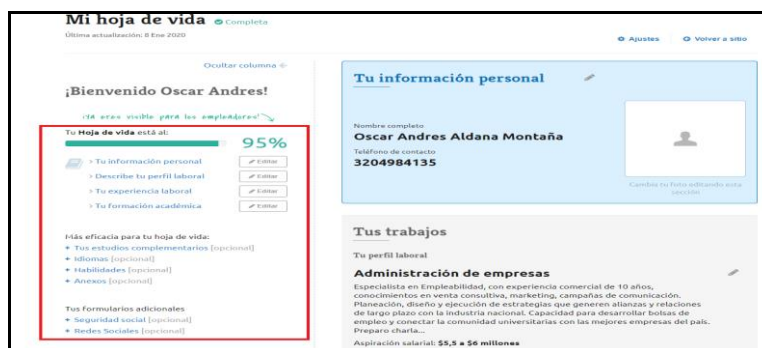 Mi hoja de vida Completa
Última actualización: 8 Ene 2020
Ajustes Volver a sitio
Ocultar columna
¡Bienvenido Oscar Andres!
¡Ya eres visible para los empleadores!
Tu Hoja de vida está al:
95%
> Tu información personal Editar
> Describe tu perfil laboral Editar
> Tu experiencia laboral Editar
> Tu formación académica Editar
Más eficacia para tu hoja de vida:
+ Tus estudios complementarios [opcional]
+ Idiomas [opcional]
+ Habilidades [opcional]
+ Anexos [opcional]
Tus formularios adicionales
+ Seguridad social [opcional]
+ Redes Sociales [opcional]
Tu información personal
Nombre completo
Oscar Andres Aldana Montaña
Teléfono de contacto
3204984135
Cambia tu foto editando esta
sección
Tus trabajos
Tu perfil laboral
Administración de empresas
Especialista en Empleabilidad, con experiencia comercial de 10 años,
conocimientos en venta consultiva, marketing, campañas de comunicación.
Planeación, diseño y ejecución de estrategias que generen alianzas y relaciones
de largo plazo con la industria nacional. Capacidad para desarrollar bolsas de
empleo y conectar la comunidad universitarias con las mejores empresas del país.
Preparo charla...
Aspiración salarial: $5,5 a $6 millones